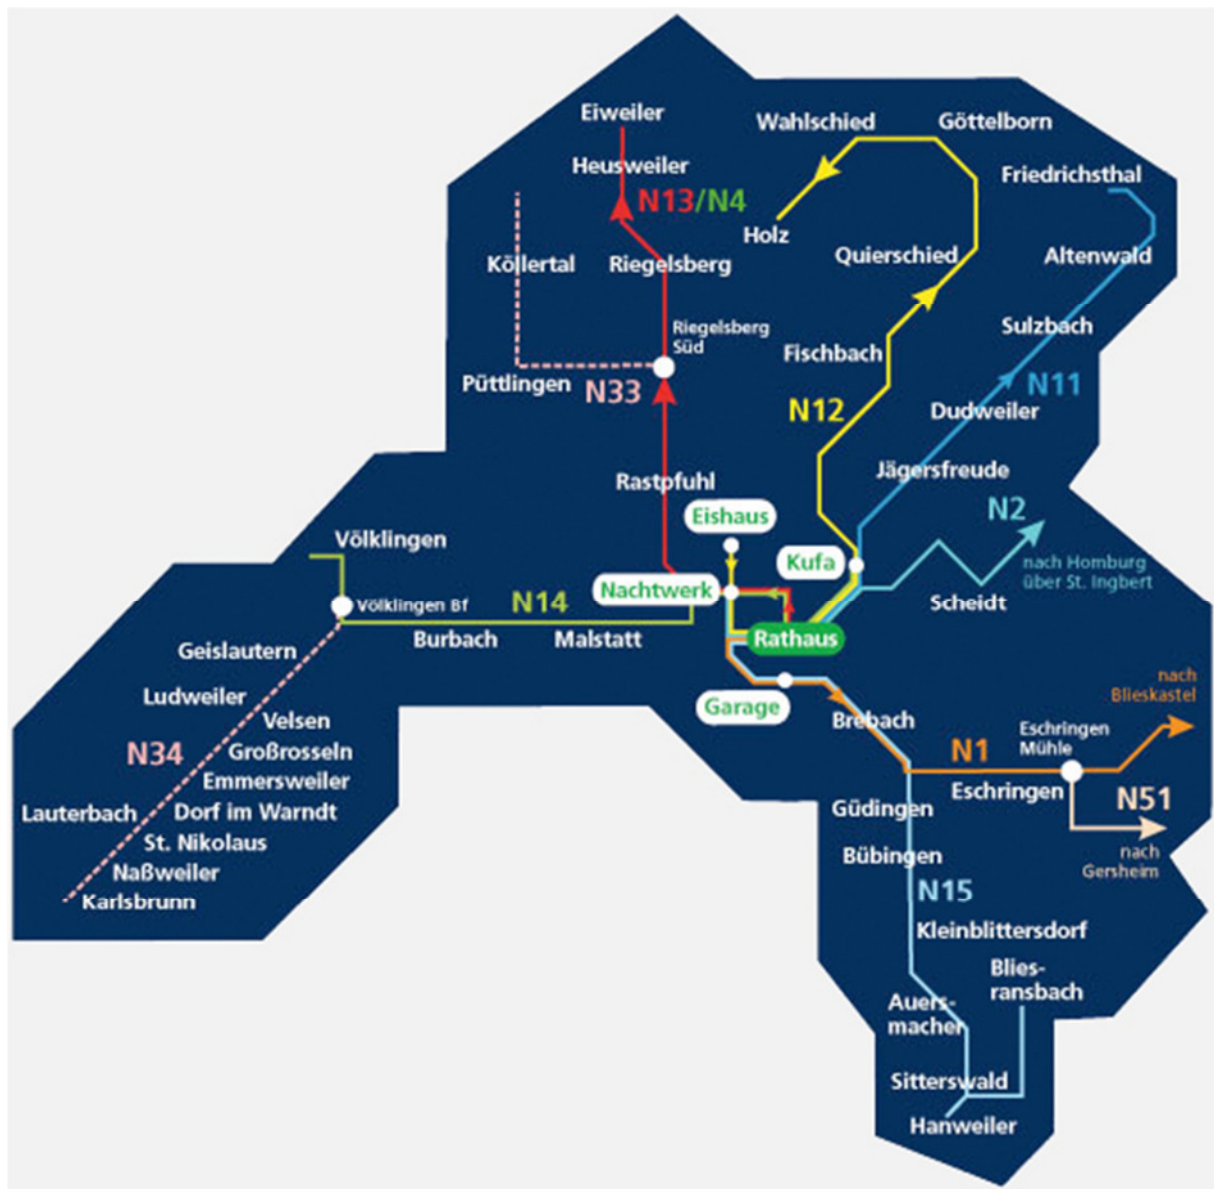 Eiweiler
Wahlschied
Göttelborn
Heusweiler
Friedrichsthal
N13/N4
Holz
Köllertal
Riegelsberg
Quierschied
Altenwald
Riegelsberg
Süd
Sulzbach
Fischbach
Püttlingen
N33
N11
N12
Dudweiler
Rastpfuhl
Jägersfreude
Eishaus
N2
Völklingen
Kufa
nach Homburg
über St. Ingbert
Nachtwerk
Völklingen Bf
N14
Scheidt
Burbach
Malstatt
Rathaus
Geislautern
Ludweiler
Garage
nach
Blieskastel
Velsen
Brebach
Eschringen
Mühle
N34
Großrosseln
N1
Emmersweiler
Eschringen
N51
Lauterbach
Dorf im Warndt
Güdingen
St. Nikolaus
Bübingen
nach
Gersheim
Naßweiler
N15
Karlsbrunn
Kleinblittersdorf
Blies-
ransbach
Auers-
macher
Sitterswald
Hanweiler